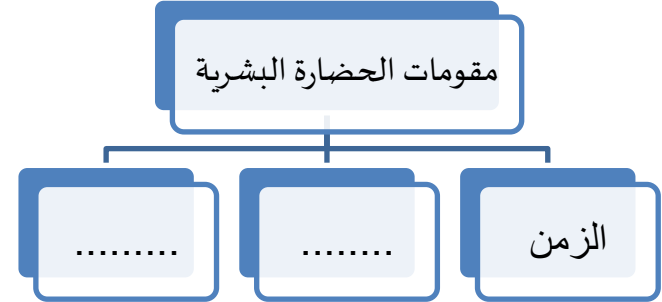 مقومات الحضارة البشرية
الزمن
........
.........